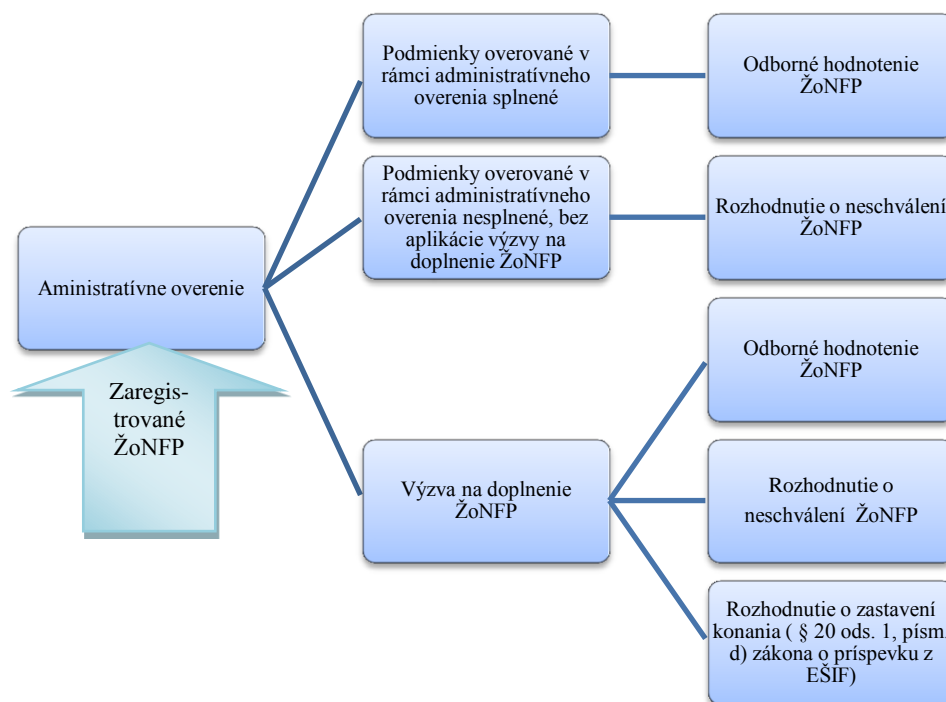 Aministratívne overenie
Zaregis-
trované
ŽoNFP
Podmienky overované v
rámci administratívneho
overenia splnené
Odborné hodnotenie
ŽoNFP
Podmienky overované v
rámci administratívneho
overenia nesplnené, bez
aplikácie výzvy na
doplnenie ŽoNFP
Rozhodnutie o neschválení
ŽoNFP
Výzva na doplnenie
ŽoNFP
Odborné hodnotenie
ŽoNFP
Rozhodnutie o
neschválení ŽoNFP
Rozhodnutie o zastavení
konania ( § 20 ods. 1, písm.
d) zákona o príspevku z
EŠIF)